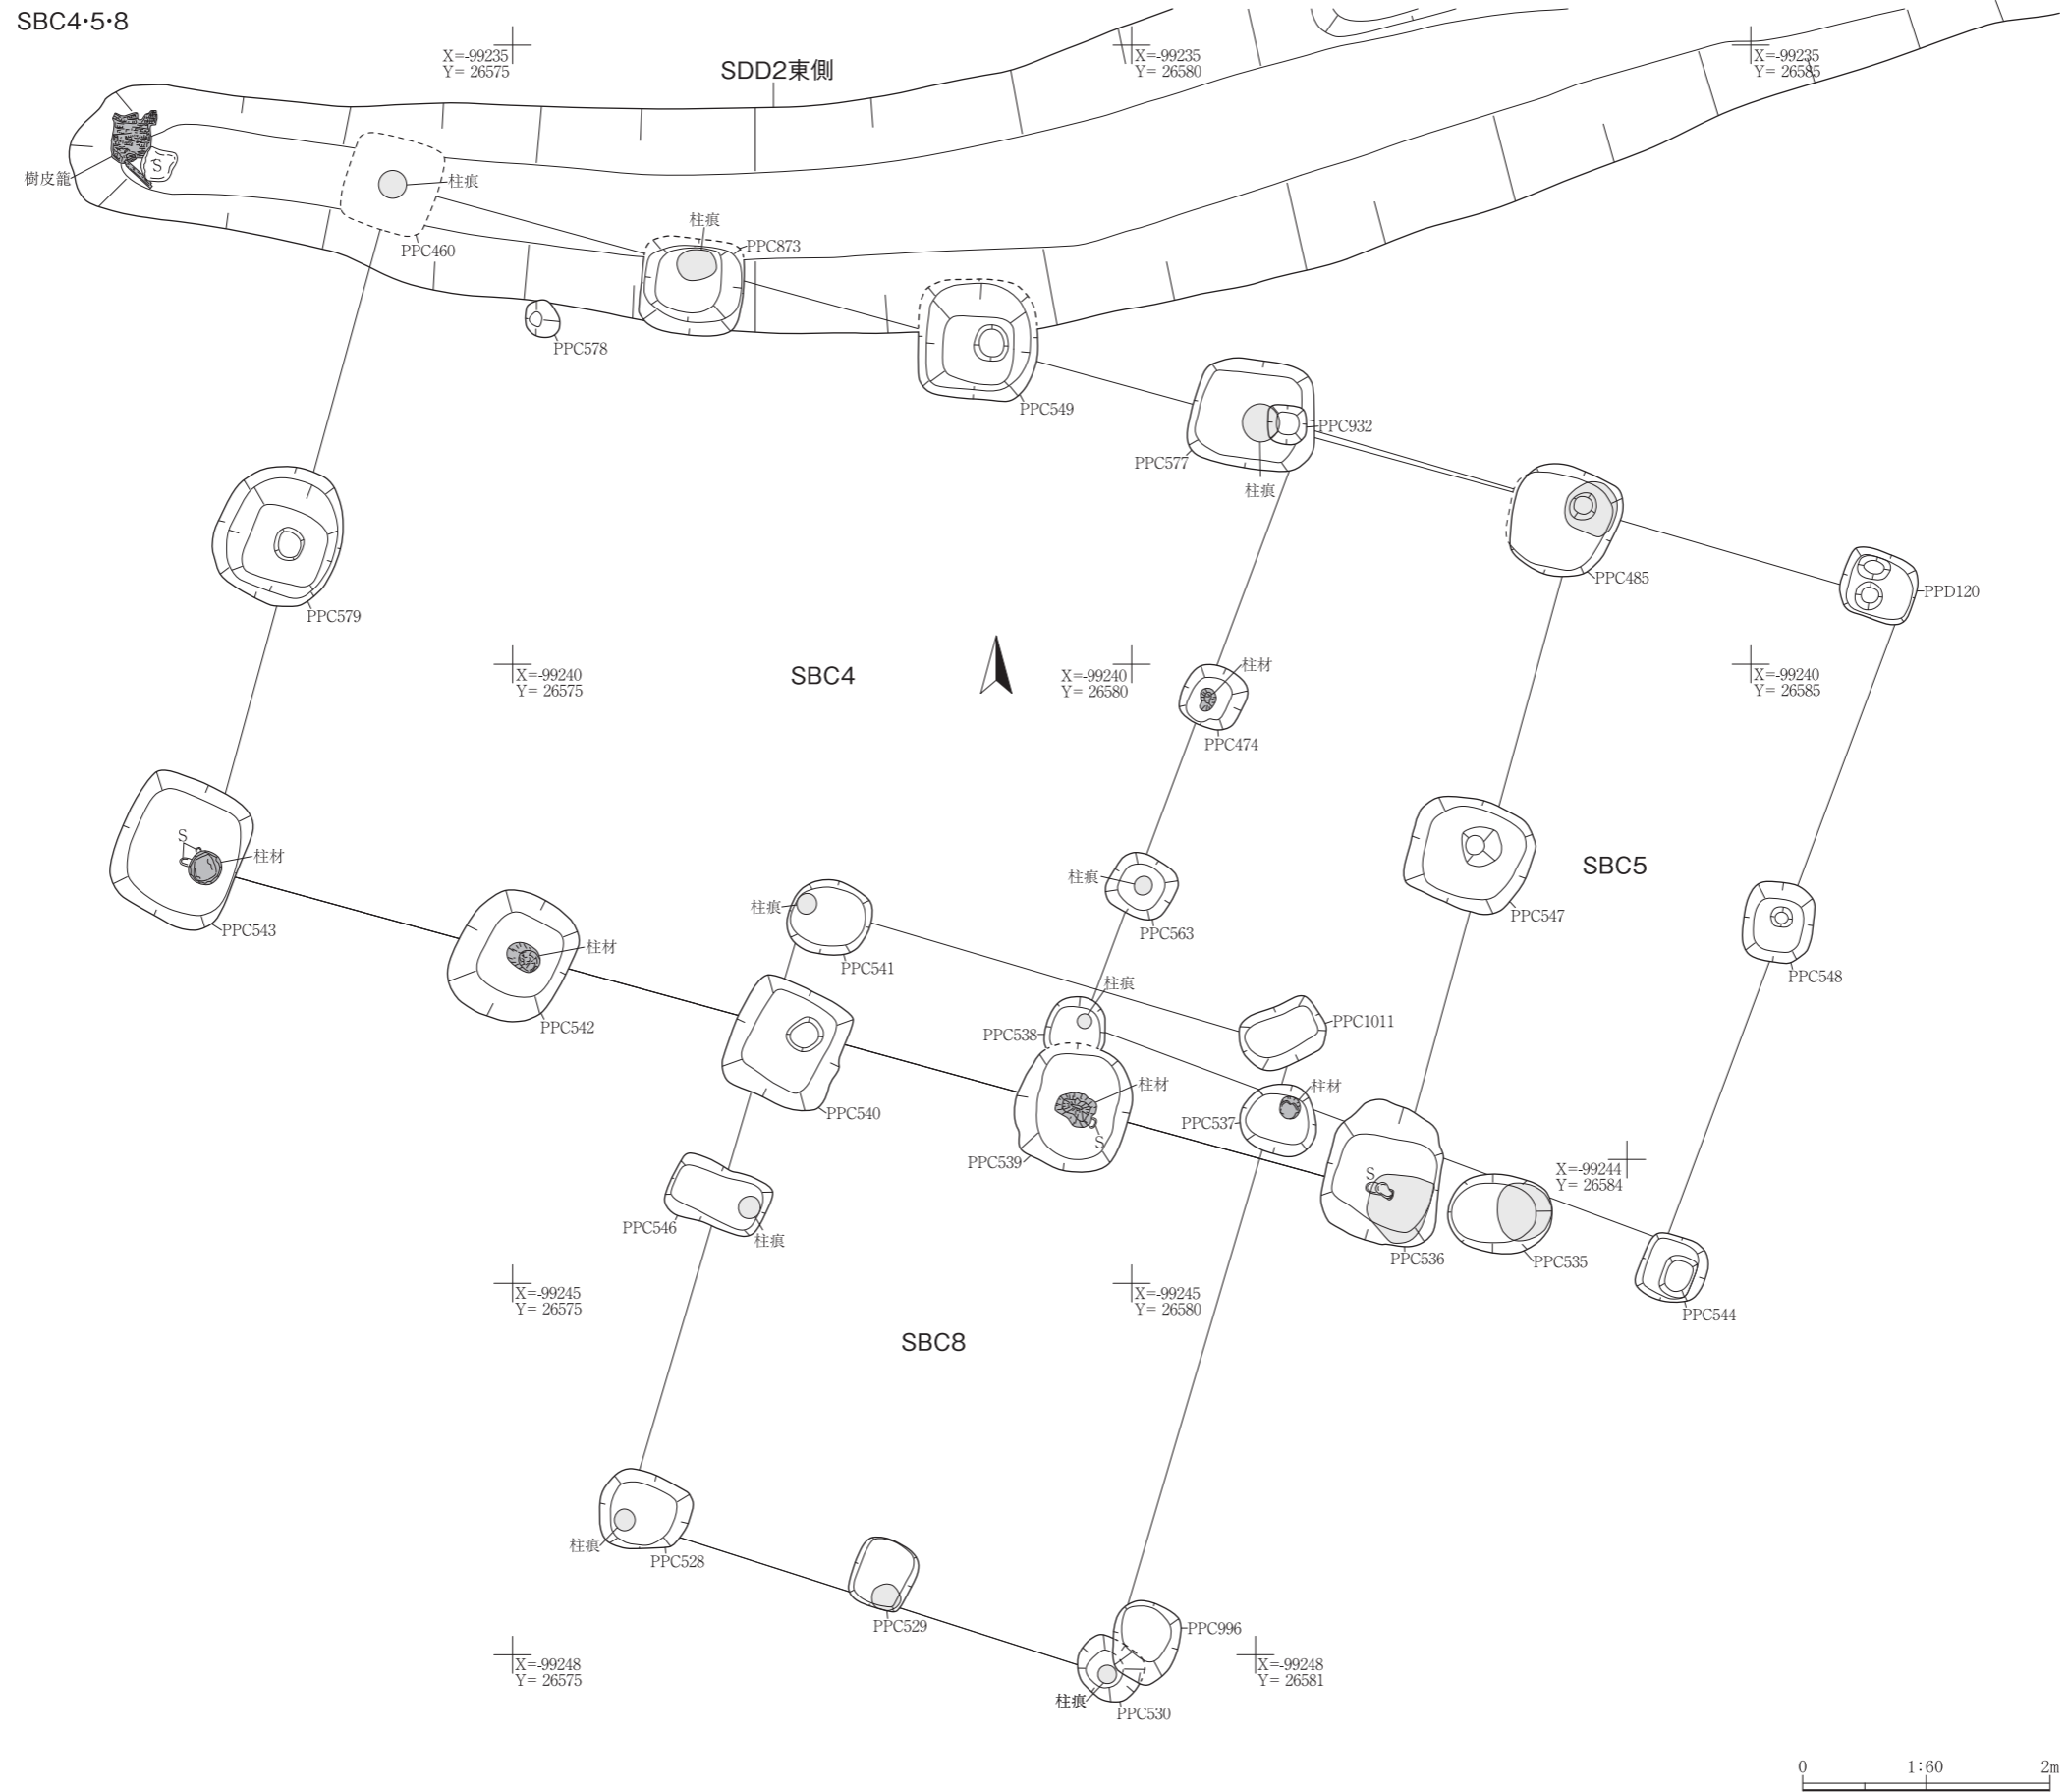 SBC4・5・8
X=-99235
Y= 26575
SDD2東側
X=-99235
Y= 26580
X=-99235
Y= 26585
樹皮籠
S
柱痕
PPC460
柱痕
PPC873
PPC578
PPC549
PPC932
PPC577
柱痕
PPC485
PPD120
PPC579
X=-99240
Y= 26575
SBC4
X=-99240
Y= 26580
柱材
X=-99240
Y= 26585
PPC474
S
柱材
PPC543
柱材
PPC542
柱痕
PPC541
柱痕
PPC563
PPC547
SBC5
PPC548
柱痕
PPC538
PPC1011
PPC540
柱材
S
PPC539
柱材
PPC537
S
PPC536
PPC535
X=-99244
Y= 26584
PPC546
柱痕
PPC544
X=-99245
Y= 26575
X=-99245
Y= 26580
SBC8
柱痕
PPC528
PPC529
PPC996
柱痕
PPC530
X=-99248
Y= 26575
X=-99248
Y= 26581
0 1:60 2m